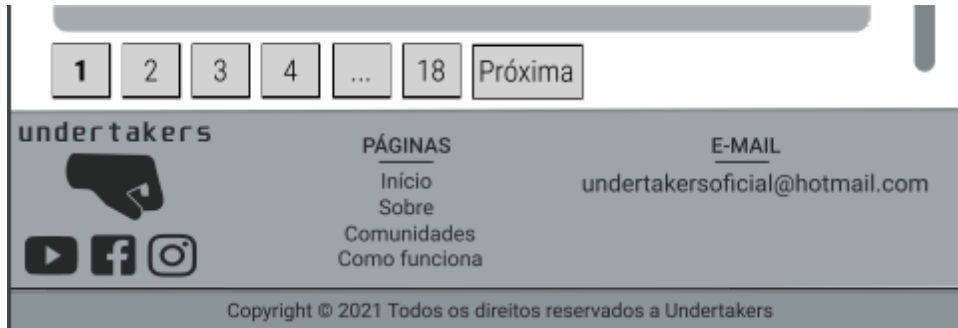 1 2 3 4 ... 18 Próxima
undertakers
PÁGINAS
Início
Sobre
Comunidades
Como funciona
E-MAIL
undertakersoficial@hotmail.com
Copyright © 2021 Todos os direitos reservados a Undertakers